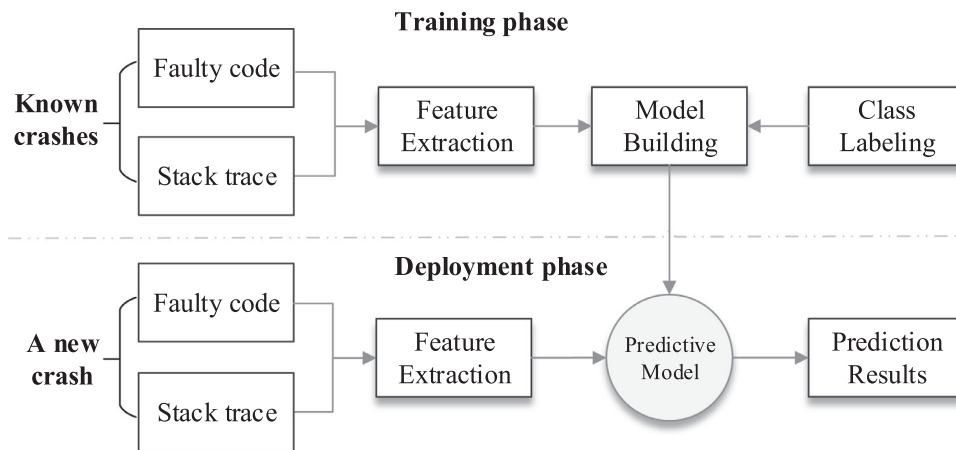 Training phase
Known
crashes
Faulty code
Stack trace
Feature
Extraction
Model
Building
Class
Labeling
Deployment phase
A new
crash
Faulty code
Stack trace
Feature
Extraction
Predictive
Model
Prediction
Results